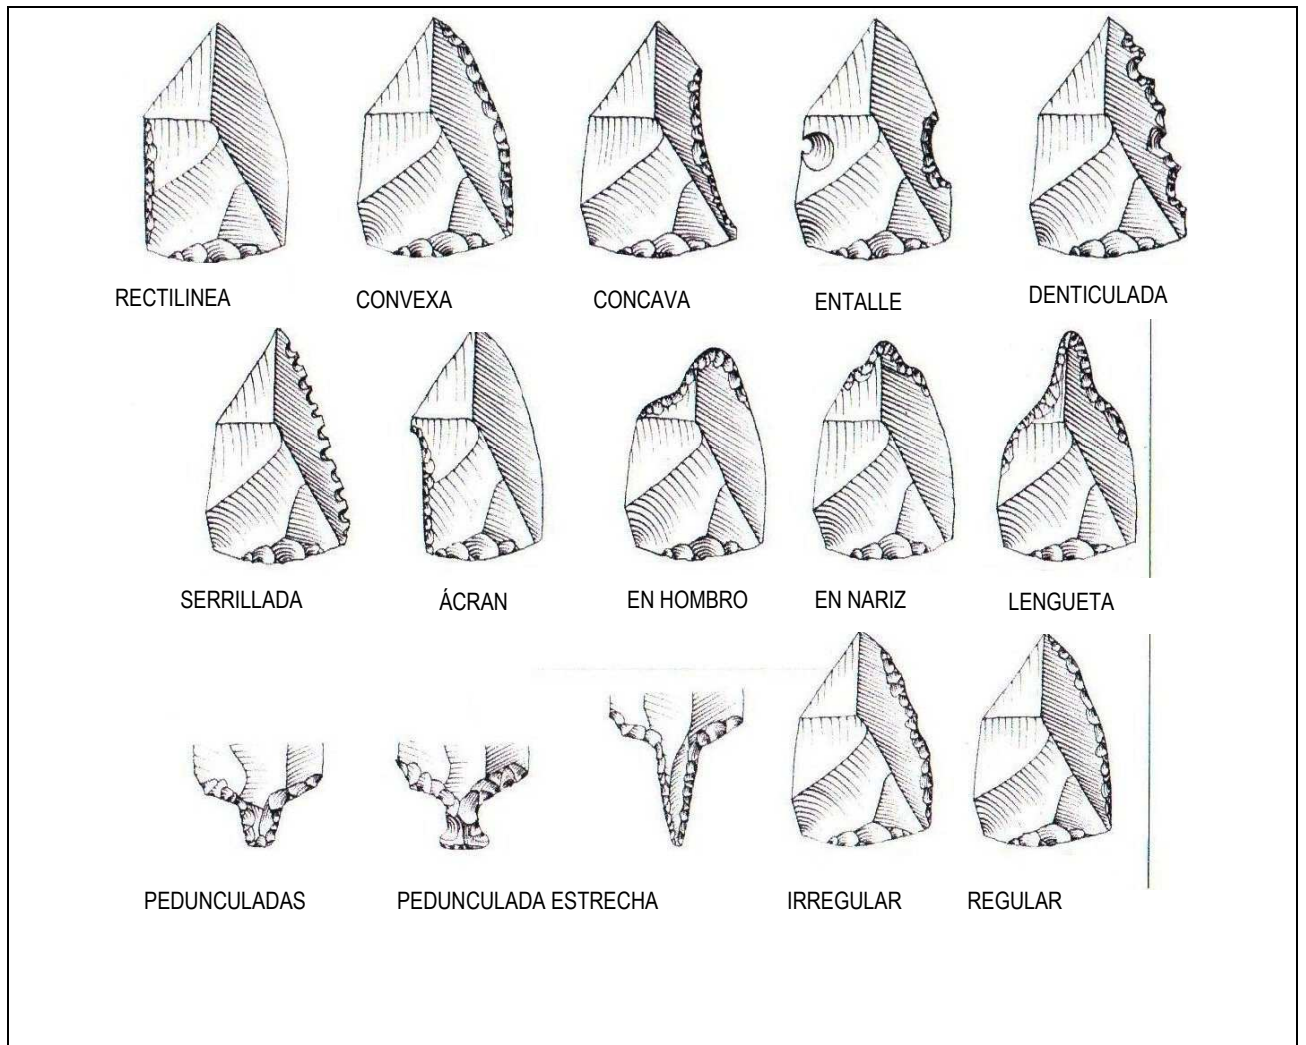 RECTILINEA CONVEXA CONCAVA ENTALLE DENTICULADA
SERRILLADA ÁCRAN EN HOMBRO EN NARIZ LENGUETA
PEDUNCULADAS PEDUNCULADA ESTRECHA IRREGULAR REGULAR